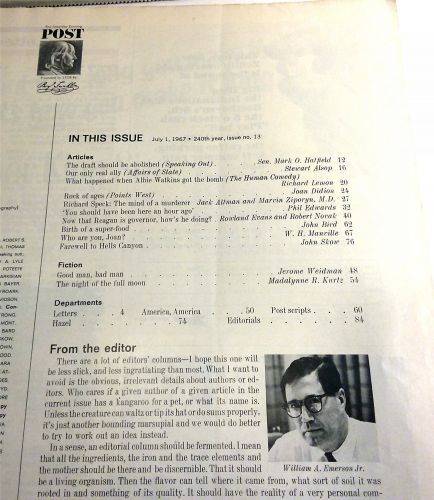 The Saturday Evening
POST
Founded in 1728 by
Benj. Franklin
IN THIS ISSUE July 1, 1967 • 240th year, issue no. 13
Articles
The draft should be abolished (Speaking Out) . . . Sen. Mark O. Hatfield 12
Our only real ally (Affairs of State) . . . . . . . Stewart Alsop 16
What happened when Albie Watkins got the bomb (The Human Comedy)
Richard Lemon 20
Rock of ages (Points West) . . . . . . . . . Joan Didion 24
Richard Speck: The mind of a murderer Jack Altman and Marvin Ziporyn, M.D. 27
'You should have been here an hour ago' . . . . . Phil Edwards 32
Now that Reagan is governor, how's he doing? . Rowland Evans and Robert Novak 40
Birth of a super-food . . . . . . . . . . John Bird 62
Who are you, Joan? . . . . . . . . . W. H. Manville 67
Farewell to Hells Canyon . . . . . . . . . John Skow 76
Fiction
Good man, bad man . . . . . . . . . Jerome Weidman 48
The night of the full moon . . . . . . . Madalynne R. Kurtz 54
Departments
Letters . . . . 4 America, America . . . . .50 Post scripts . . . . 60
Hazel . . . . . 74 Editorials . . . . . 84
From the editor
There are a lot of editors' columns—I hope this one will
be less slick, and less ingratiating than most. What I want
to avoid is the obvious, irrelevant details about authors or ed-
itors. Who cares if a given author of a given article in the
current issue has a kangaroo for a pet, or what its name is.
Unless the creature can waltz or tip its hat or do sums properly,
it's just another bounding marsupial and we would do better
to try to work out an idea instead.
In a sense, an editorial column should be fermented. I mean
that all the ingredients, the iron and the trace elements and
the mother should be there and be discernible. That it should
be a living organism. Then the flavor can tell where it came from, what sort of soil it was
rooted in and something of its quality. It should have the reality of a very personal com-
William A. Emerson Jr.
ROBERT S.
THOMAS
A. LYLE
POTEETE
BAYER